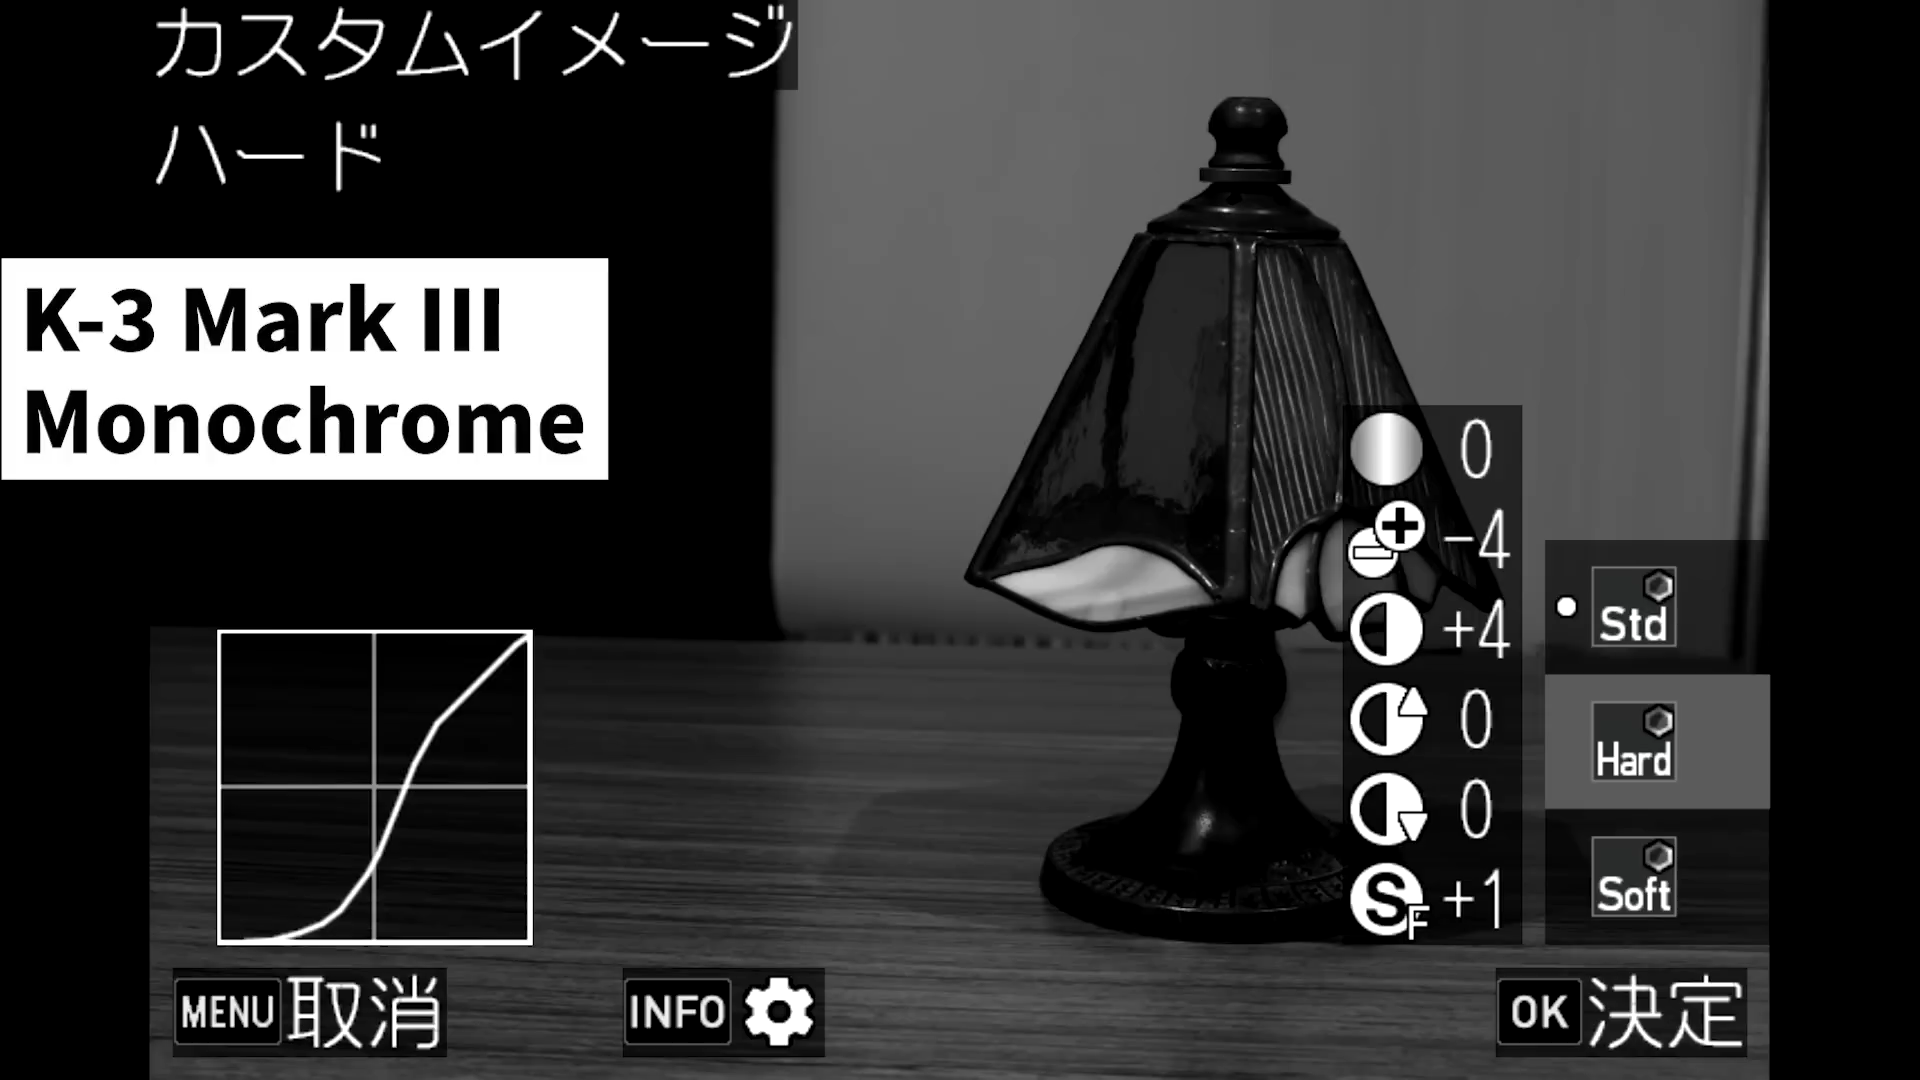 カスタムイメージ
ハード
K-3 Mark III
Monochrome
0
-4
+4
0
0
SF +1
Std
Hard
Soft
MENU 取消
INFO
OK 決定